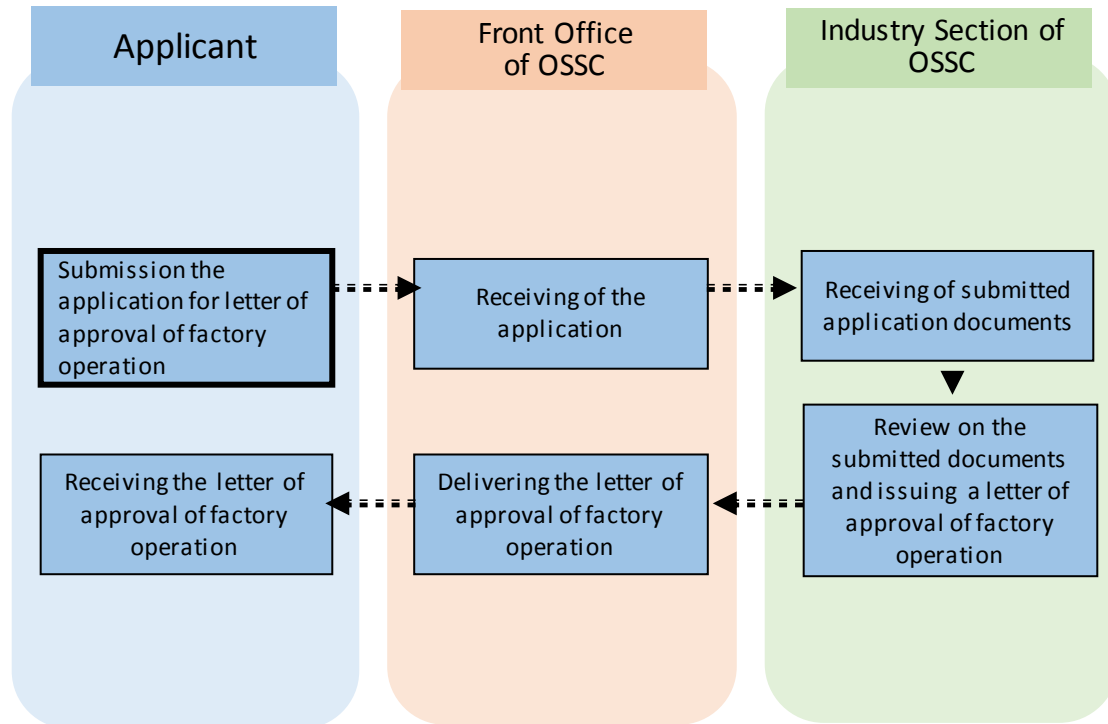 Applicant
Front Office
of OSSC
Industry Section of
OSSC
Submission the
application for letter of
approval of factory
operation
Receiving of the
application
Receiving of submitted
application documents
Receiving the letter of
approval of factory
operation
Delivering the letter of
approval of factory
operation
Review on the
submitted documents
and issuing a letter of
approval of factory
operation